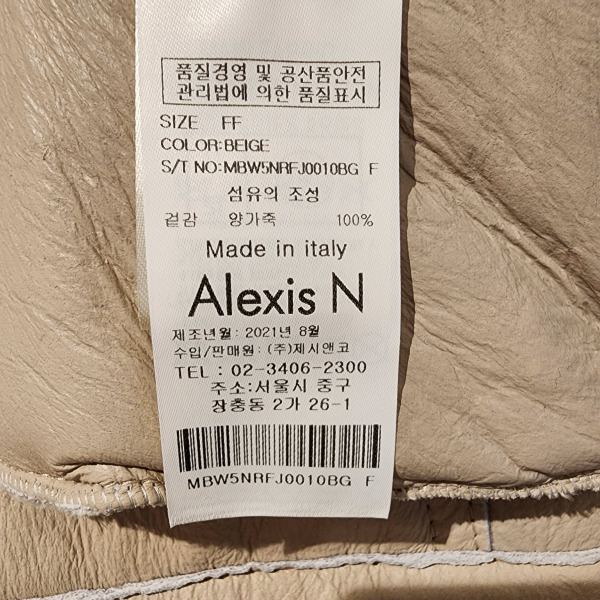 품질경영 및 공산품안전
관리법에 의한 품질표시
SIZE FF
COLOR:BEIGE
S/T NO:MBW5NRFJ0010BG F
섬유의 조성
겉감 양가죽 100%
Made in italy
Alexis N
제조년월: 2021년 8월
수입/판매원: (주)제시앤코
TEL : 02-3406-2300
주소:서울시 중구
장충동 2가 26-1
MBW5NRFJ0010BG F